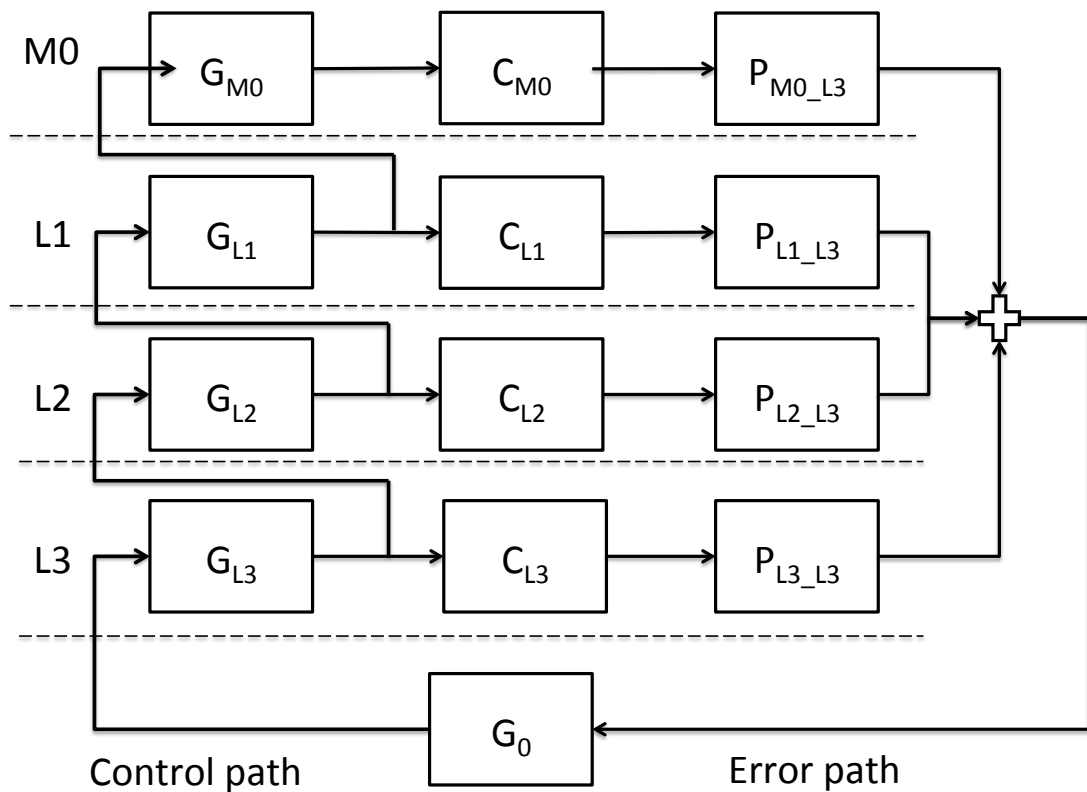 M0
G_M0
C_M0
P_M0_L3
L1
G_L1
C_L1
P_L1_L3
L2
G_L2
C_L2
P_L2_L3
L3
G_L3
C_L3
P_L3_L3
G_0
Control path
Error path